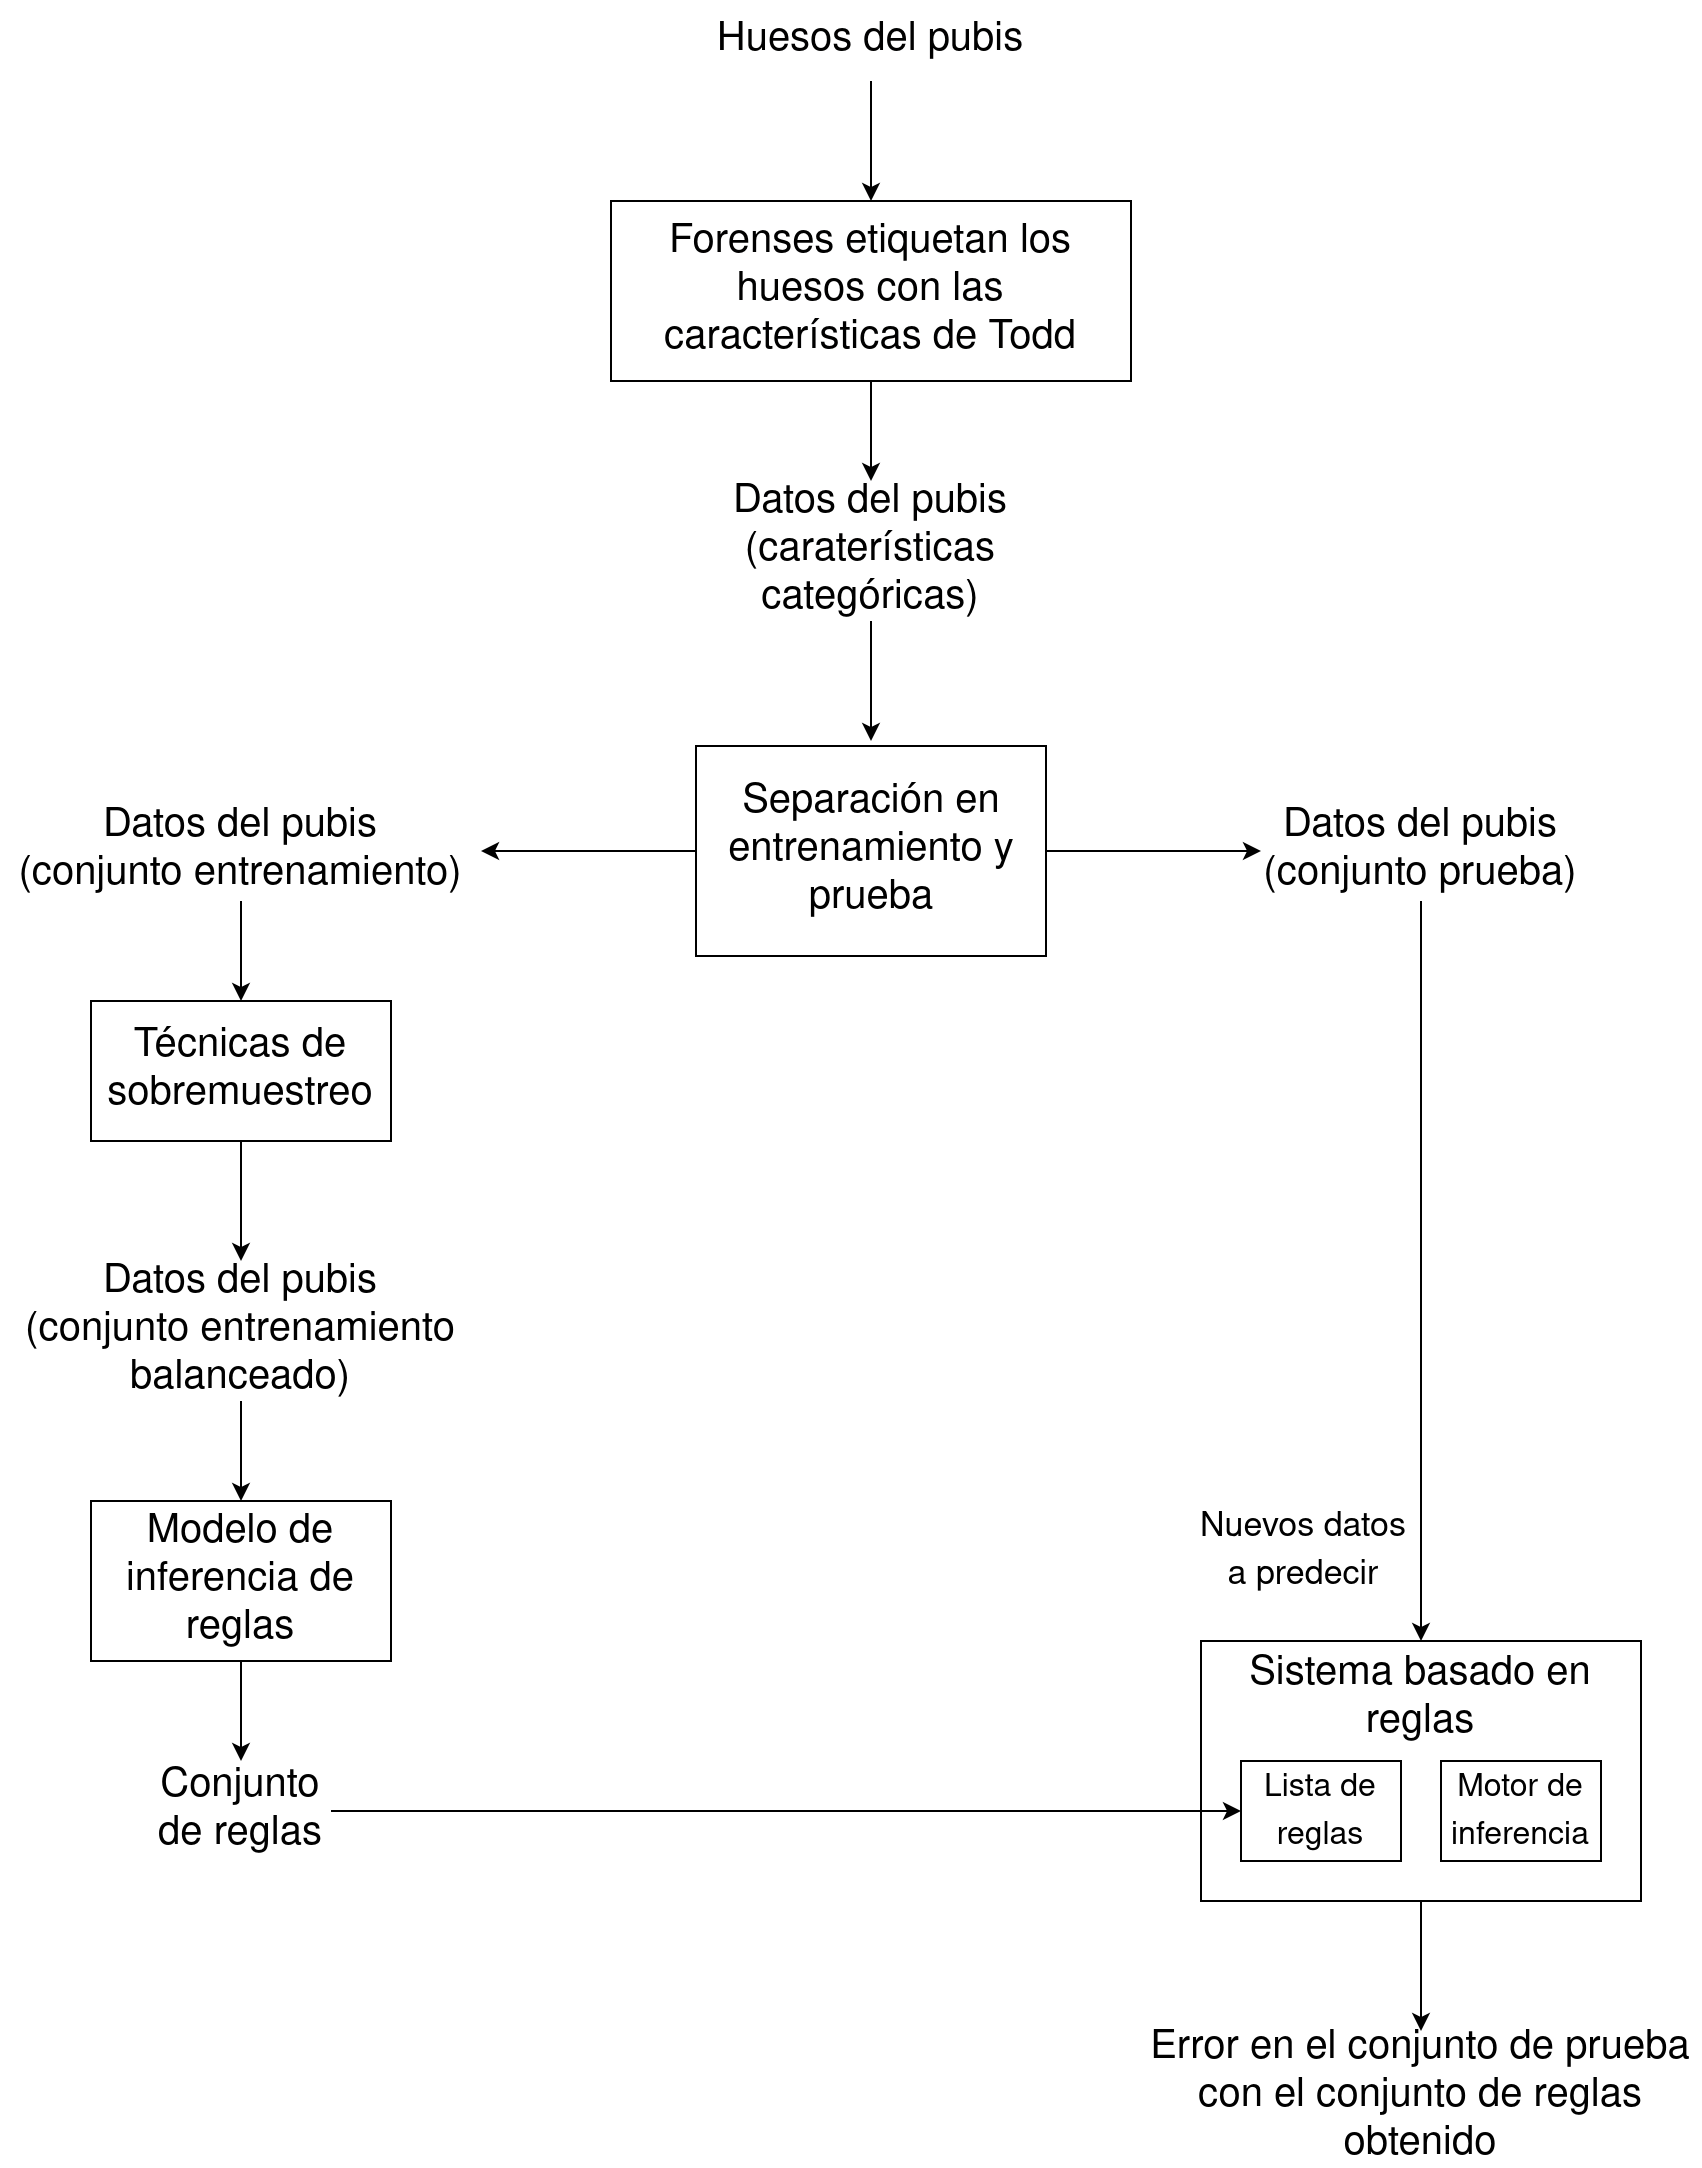 Huesos del pubis
Forenses etiquetan los
huesos con las
características de Todd
Datos del pubis
(caraterísticas
categóricas)
Separación en
entrenamiento y
prueba
Datos del pubis
(conjunto entrenamiento)
Datos del pubis
(conjunto prueba)
Técnicas de
sobremuestreo
Datos del pubis
(conjunto entrenamiento
balanceado)
Modelo de
inferencia de
reglas
Conjunto
de reglas
Nuevos datos
a predecir
Sistema basado en
reglas
Lista de
reglas
Motor de
inferencia
Error en el conjunto de prueba
con el conjunto de reglas
obtenido